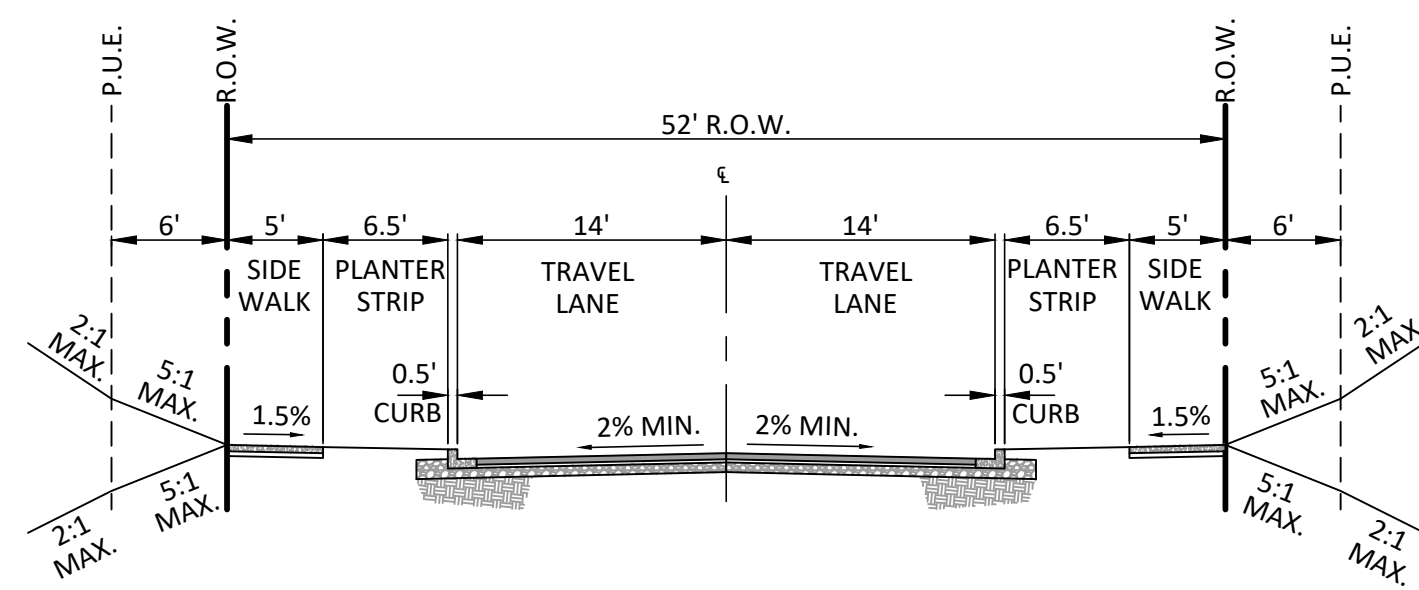 P.U.E.
R.O.W.
R.O.W.
P.U.E.
52' R.O.W.
℄
6'
5'
6.5'
14'
14'
6.5'
5'
6'
SIDE
WALK
PLANTER
STRIP
TRAVEL
LANE
TRAVEL
LANE
PLANTER
STRIP
SIDE
WALK
2:1
MAX.
5:1
MAX.
1.5%
0.5'
CURB
2% MIN.
2% MIN.
0.5'
CURB
1.5%
5:1
MAX.
2:1
MAX
2:1
MAX.
5:1
MAX.
5:1
MAX.
2:1
MAX.